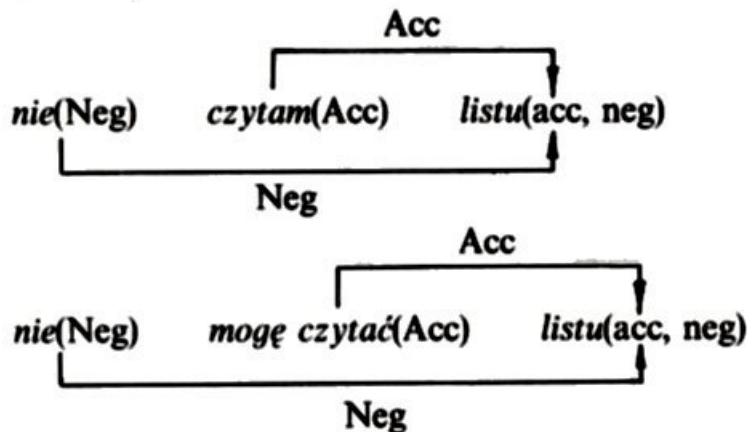 Acc
nie(Neg) czytam(Acc) listu(acc, neg)
Neg
Acc
nie(Neg) mogę czytać(Acc) listu(acc, neg)
Neg